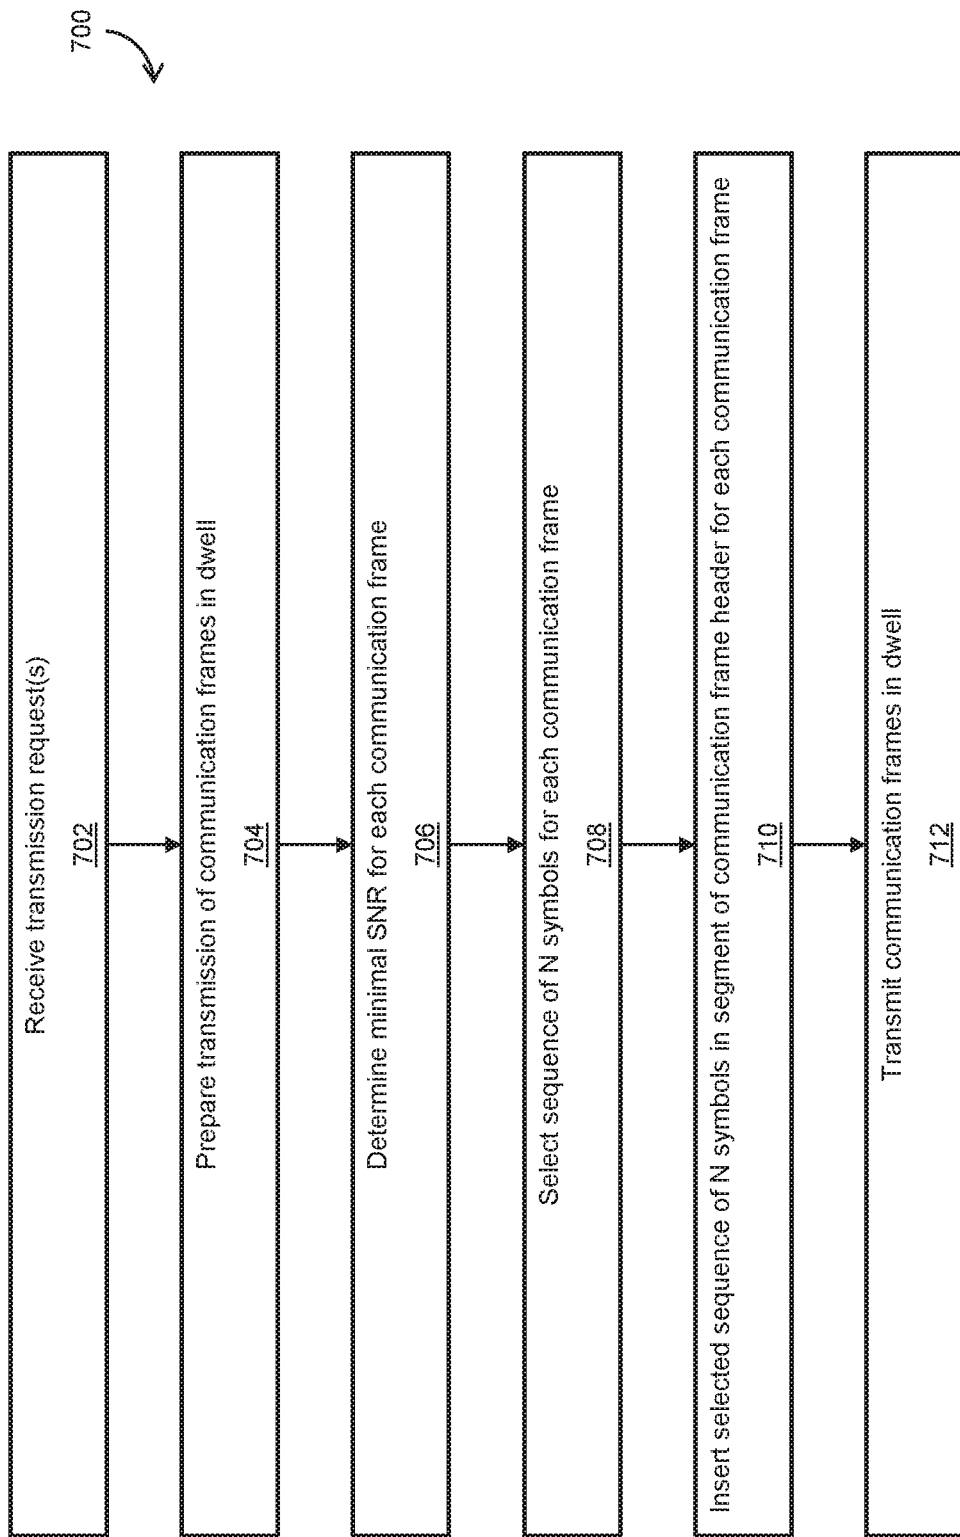 700
Receive transmission request(s)
702
Prepare transmission of communication frames in dwell
704
Determine minimal SNR for each communication frame
706
Select sequence of N symbols for each communication frame
708
Insert selected sequence of N symbols in segment of communication frame header for each communication frame
710
Transmit communication frames in dwell
712